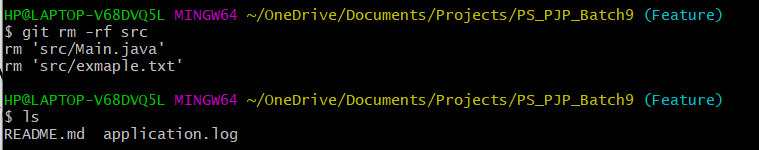 HP@LAPTOP-V68DVQ5L MINGW64 ~/OneDrive/Documents/Projects/PS_PJP_Batch9 (Feature)
$ git rm -rf src
rm 'src/Main.java'
rm 'src/exmaple.txt'
HP@LAPTOP-V68DVQ5L MINGW64 ~/OneDrive/Documents/Projects/PS_PJP_Batch9 (Feature)
$ ls
README.md  application.log